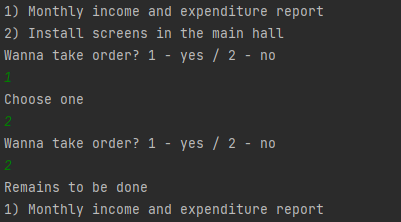 1) Monthly income and expenditure report
2) Install screens in the main hall
Wanna take order? 1 - yes / 2 - no
1
Choose one
2
Wanna take order? 1 - yes / 2 - no
2
Remains to be done
1) Monthly income and expenditure report